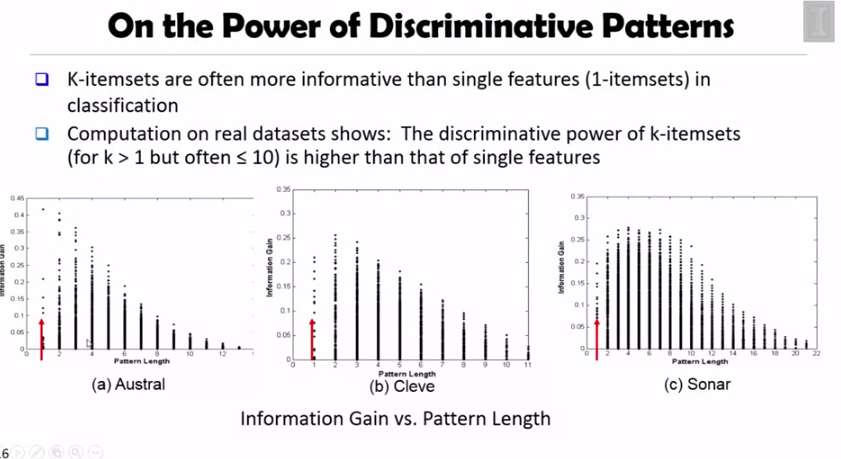 On the Power of Discriminative Patterns
K-itemsets are often more informative than single features (1-itemsets) in
classification
Computation on real datasets shows: The discriminative power of k-itemsets
(for k > 1 but often ≤ 10) is higher than that of single features
0.45
0.4
0.35
0.3
0.25
0.2
0.15
0.1
0.05
0
Information Gain
0 2 4 6 8 10 12
Pattern Length
(a) Austral
0.35
0.3
0.25
0.2
0.15
0.1
0.05
0
Information Gain
0 1 2 3 4 5 6 7 8 9 10 11
Pattern Length
(b) Cleve
0.35
0.3
0.25
0.2
0.15
0.1
0.05
0
Information Gain
0 2 4 6 8 10 12 14 16 18 20 22
Pattern Length
(c) Sonar
Information Gain vs. Pattern Length